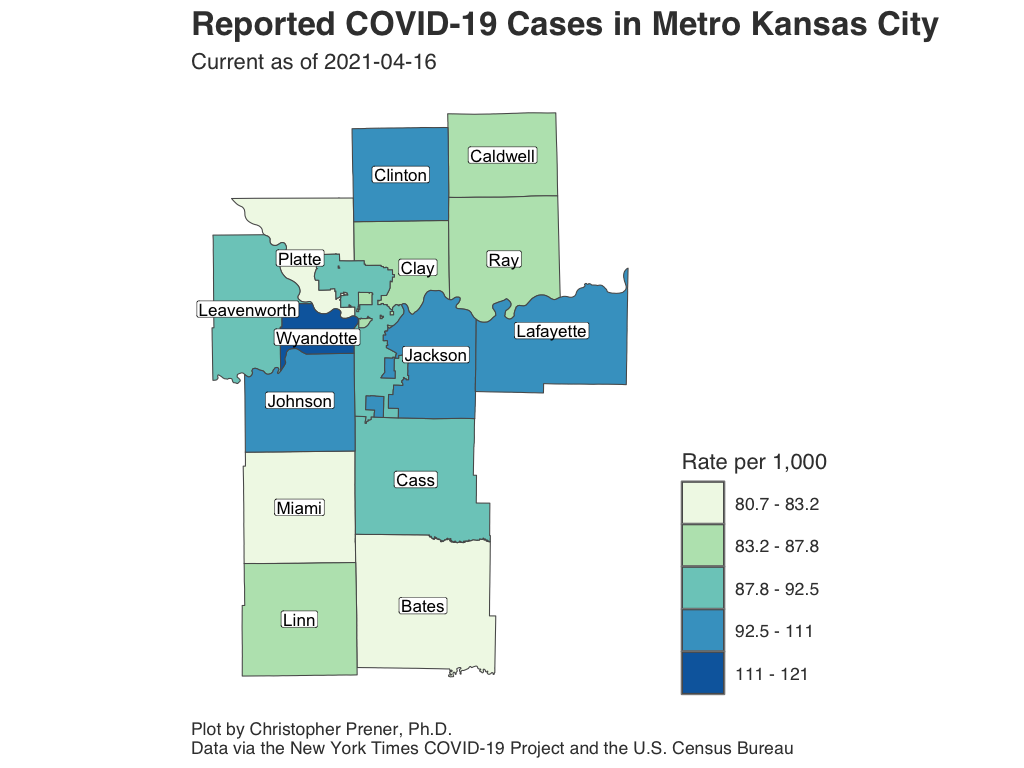 Reported COVID-19 Cases in Metro Kansas City
Current as of 2021-04-16
Caldwell
Clinton
Platte
Clay
Ray
Leavenworth
Wyandotte
Lafayette
Jackson
Johnson
Cass
Miami
Bates
Linn
Rate per 1,000
80.7 - 83.2
83.2 - 87.8
87.8 - 92.5
92.5 - 111
111 - 121
Plot by Christopher Prener, Ph.D.
Data via the New York Times COVID-19 Project and the U.S. Census Bureau